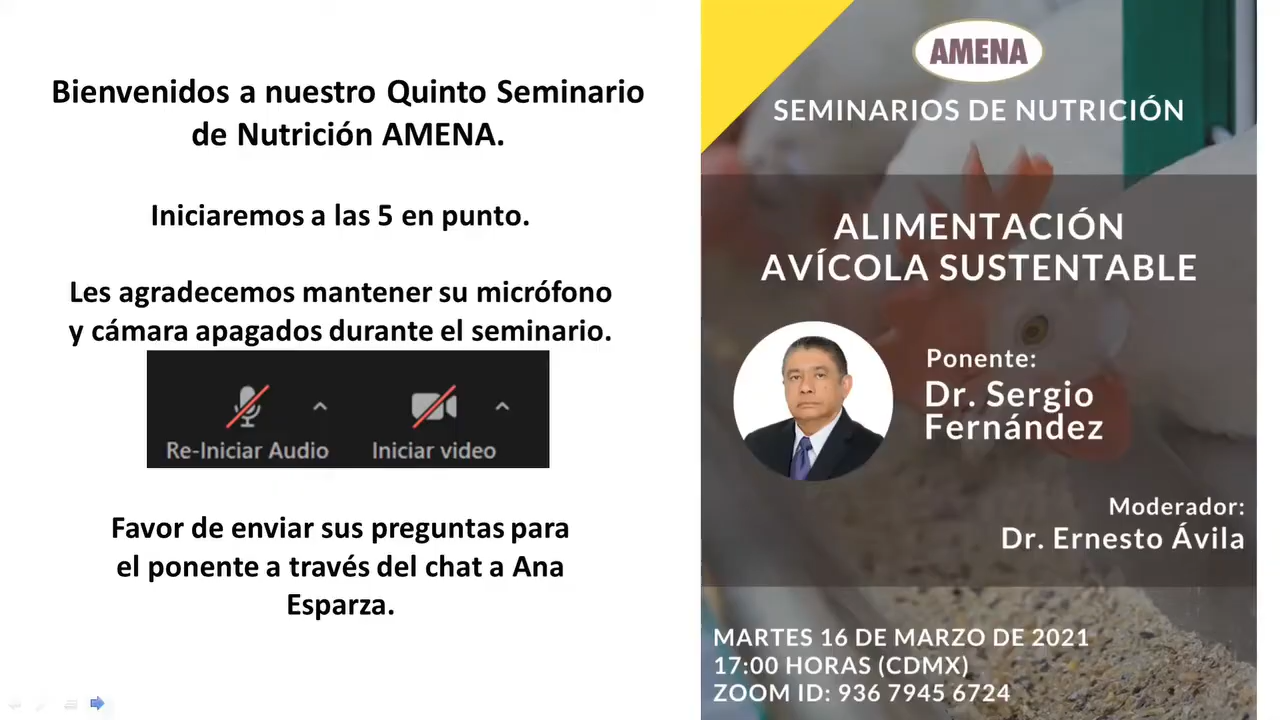 Bienvenidos a nuestro Quinto Seminario
de Nutrición AMENA.
Iniciaremos a las 5 en punto.
Les agradecemos mantener su micrófono
y cámara apagados durante el seminario.
Re-Iniciar Audio
Iniciar video
Favor de enviar sus preguntas para
el ponente a través del chat a Ana
Esparza.
AMENA
SEMINARIOS DE NUTRICIÓN
ALIMENTACIÓN
AVÍCOLA SUSTENTABLE
Ponente:
Dr. Sergio
Fernández
Moderador:
Dr. Ernesto Ávila
MARTES 16 DE MARZO DE 2021
17:00 HORAS (CDMX)
ZOOM ID: 936 7945 6724